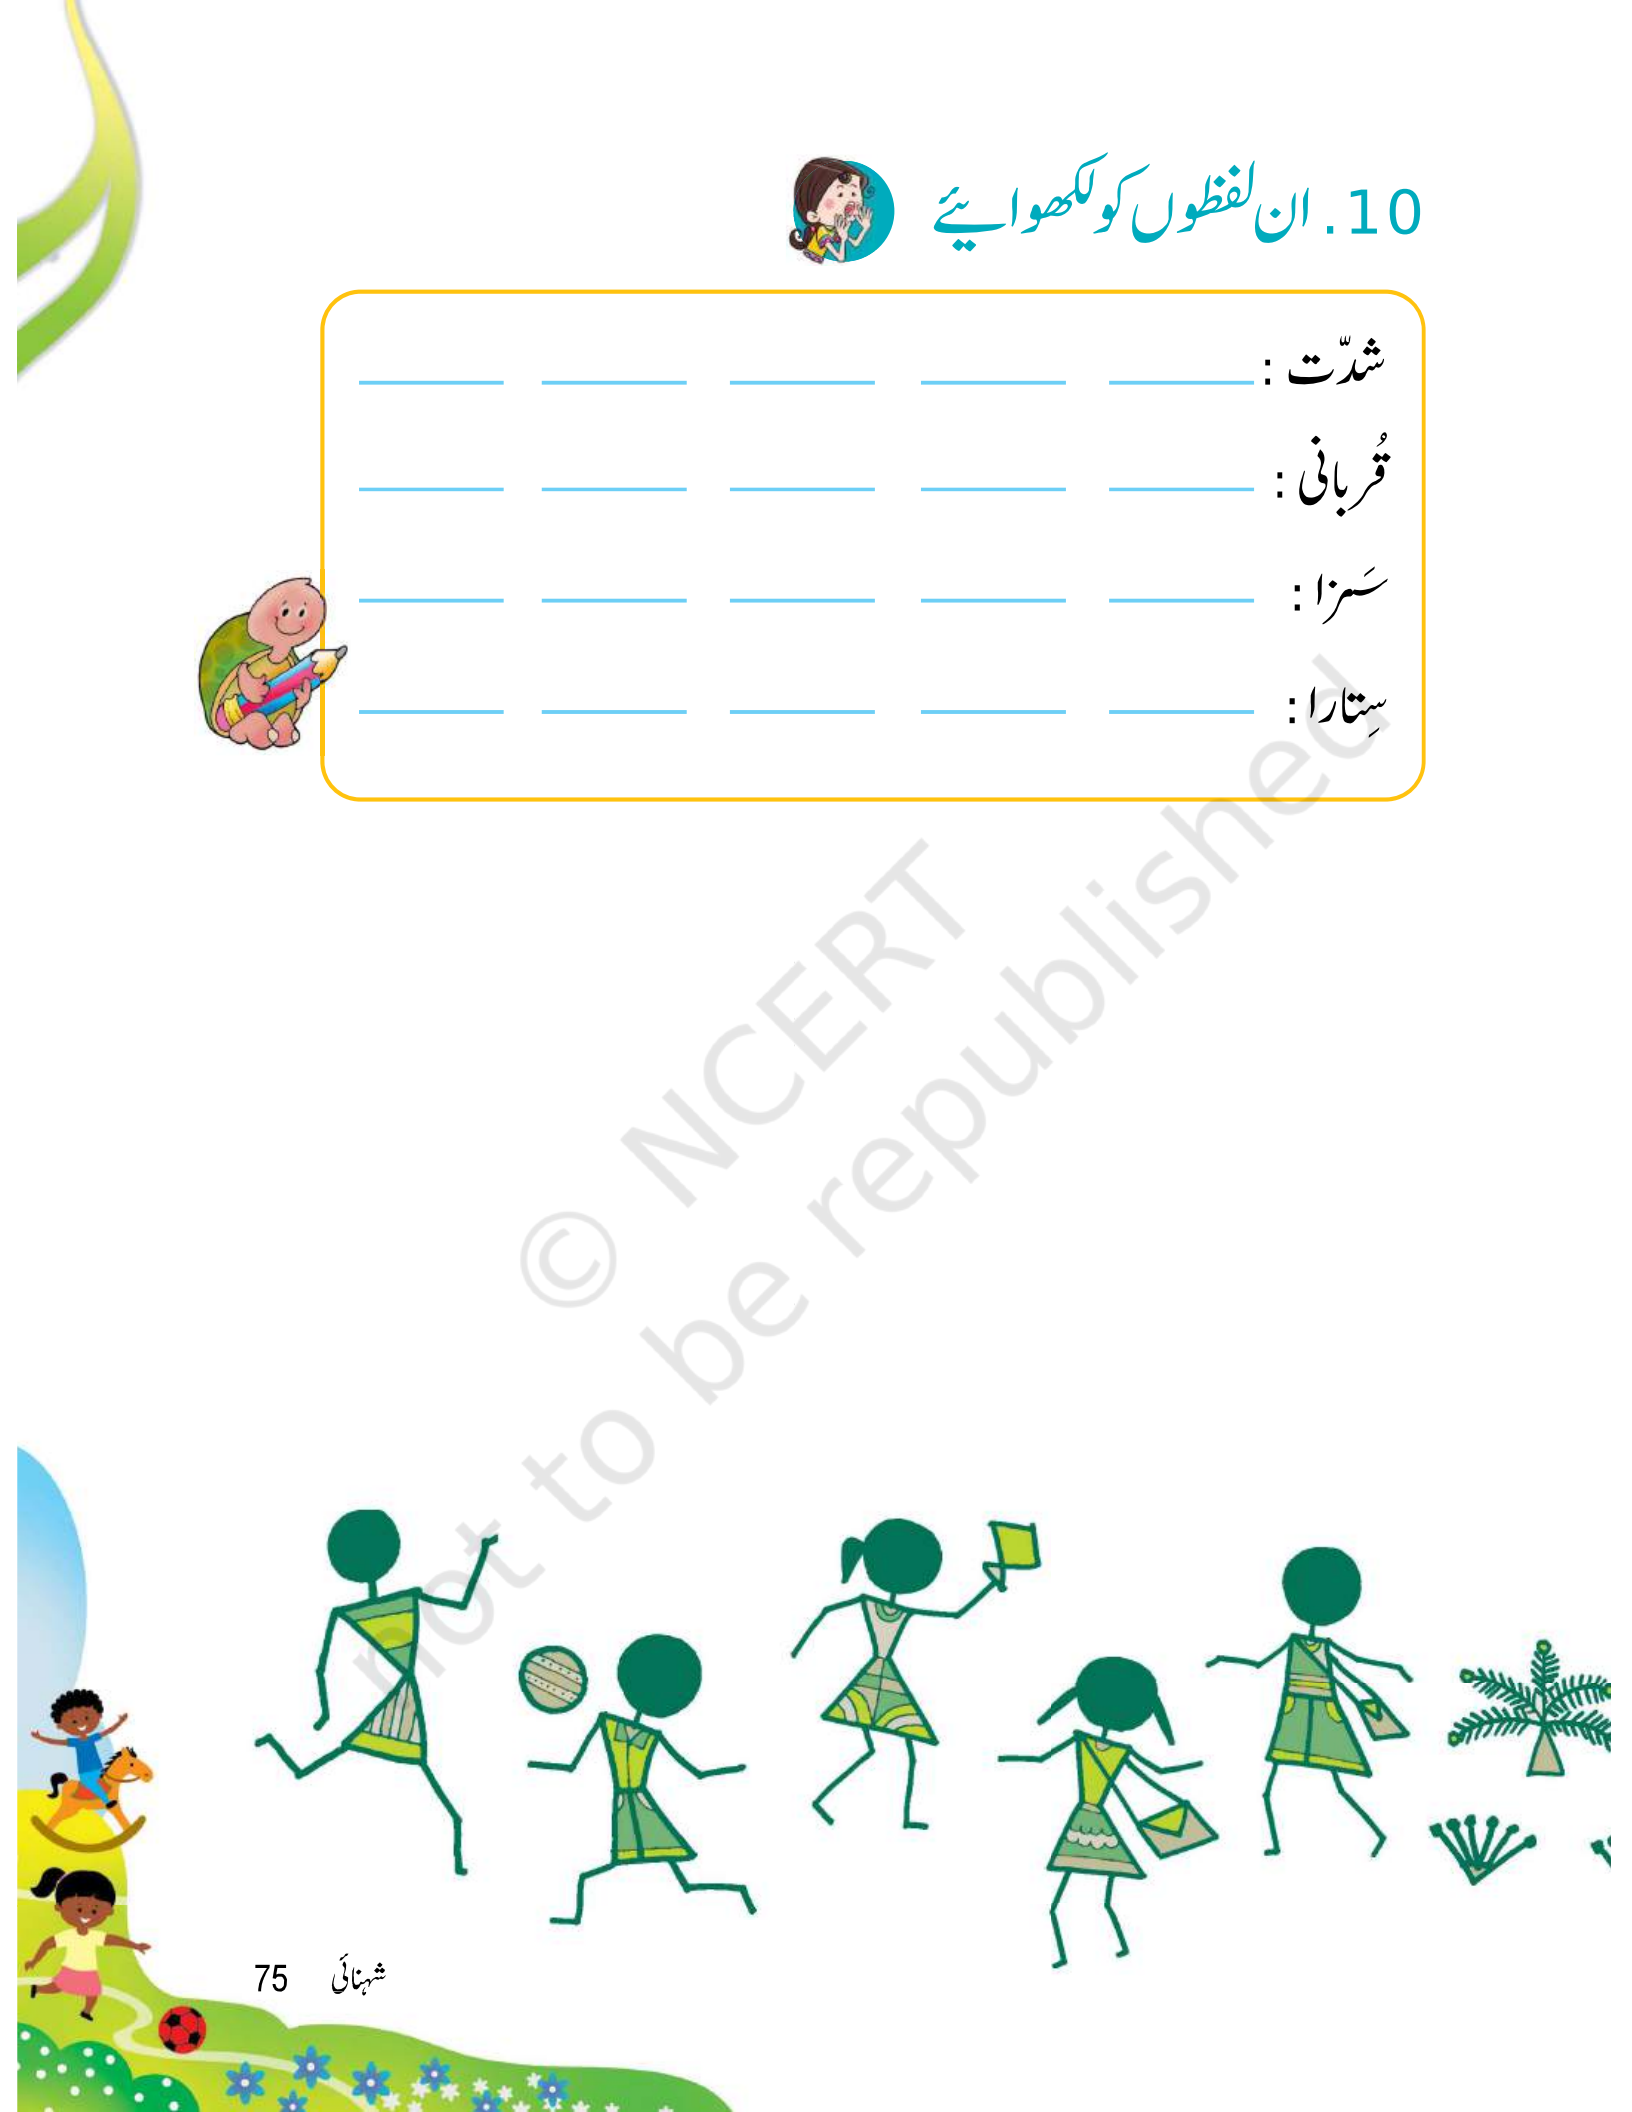 10. ان لفظوں کو لکھوایئے
شدّت :
قُربانی :
سَزا :
سِتارا :
© NCERT
not to be republished
شہنائی 75